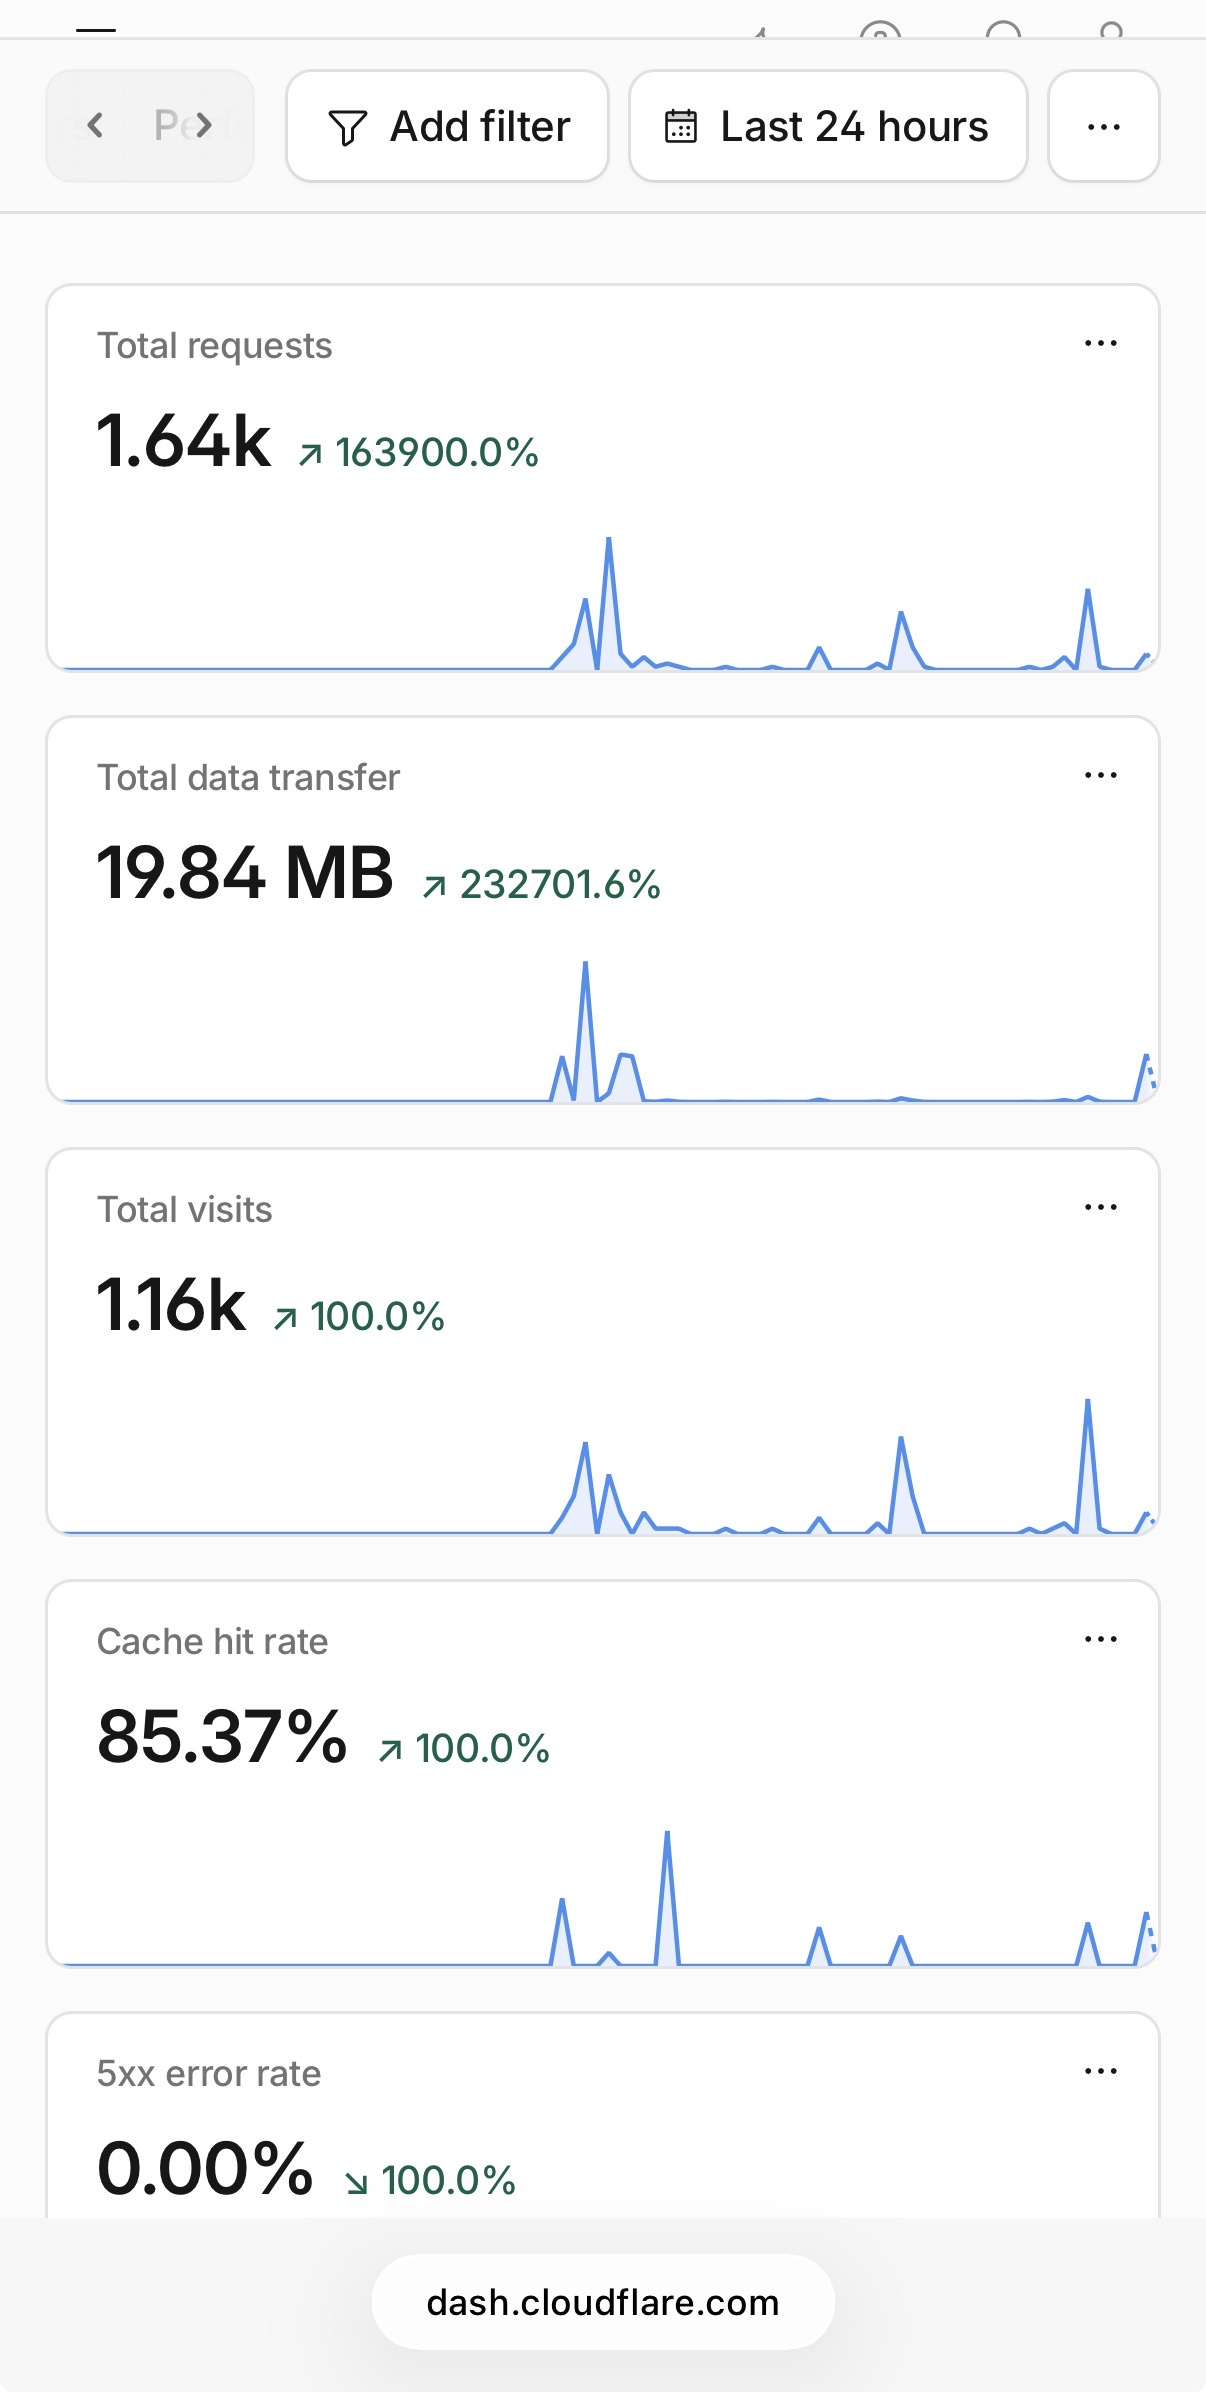 Add filter
Last 24 hours
Total requests
1.64k 163900.0%
Total data transfer
19.84 MB 232701.6%
Total visits
1.16k 100.0%
Cache hit rate
85.37% 100.0%
5xx error rate
0.00% 100.0%
dash.cloudflare.com